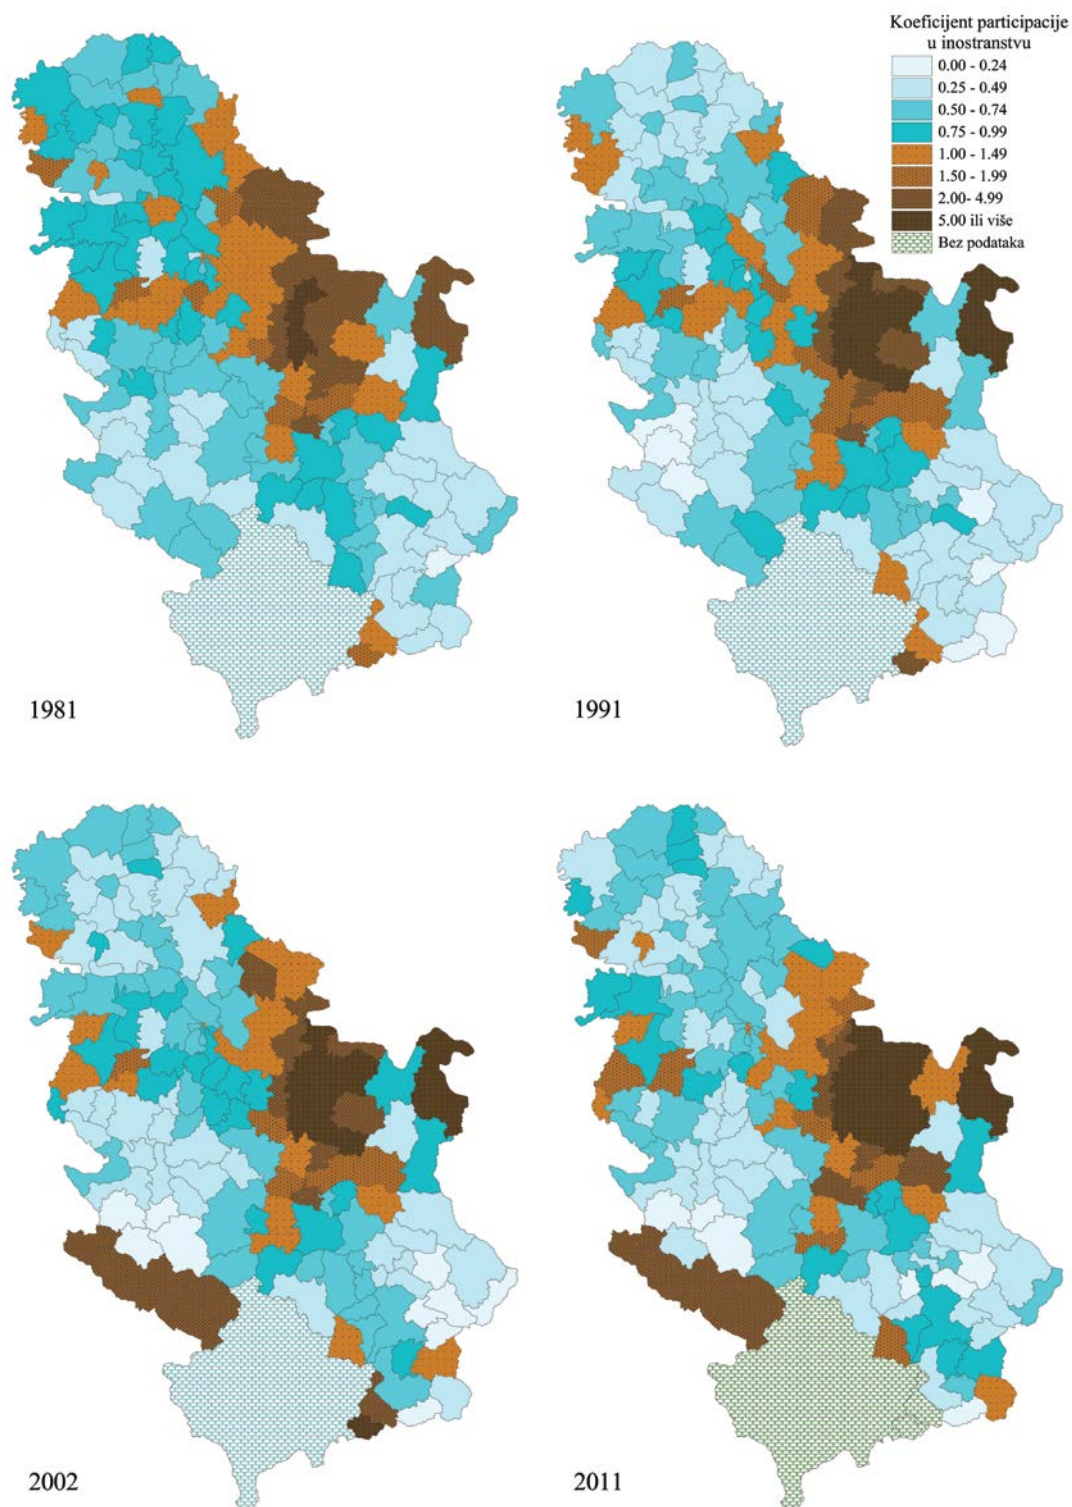 Koeficijent participacije
u inostranstvu
0.00 - 0.24
0.25 - 0.49
0.50 - 0.74
0.75 - 0.99
1.00 - 1.49
1.50 - 1.99
2.00- 4.99
5.00 ili više
Bez podataka
1981
1991
2002
2011